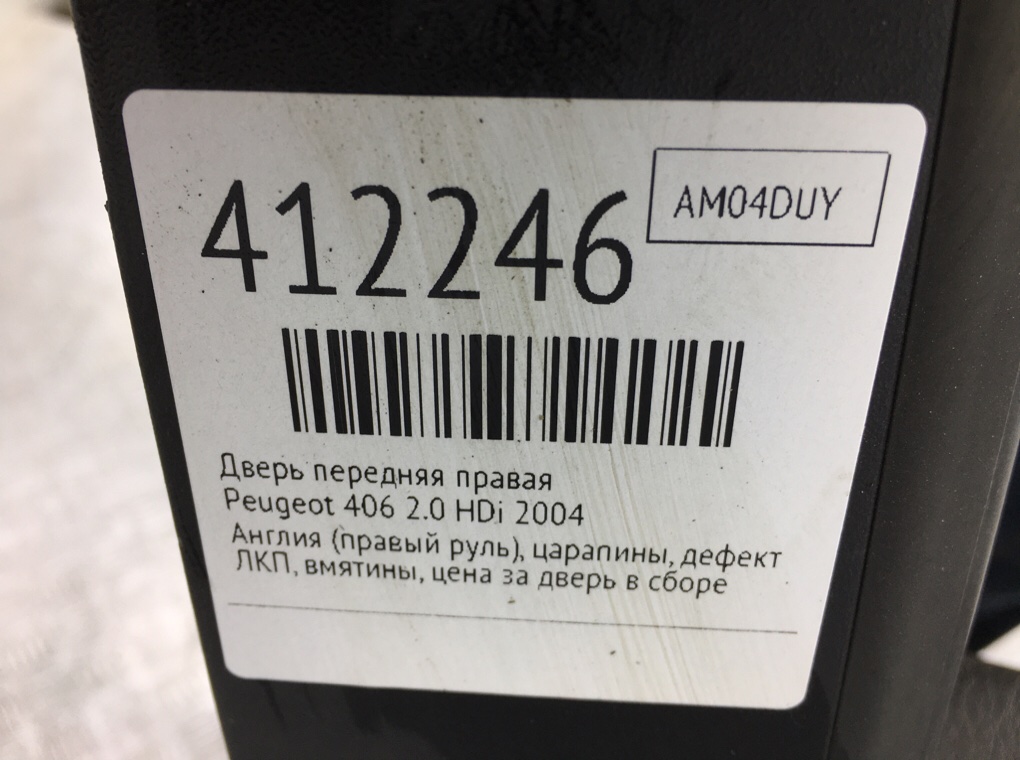 412246
AM04DUY
Дверь передняя правая
Peugeot 406 2.0 HDi 2004
Англия (правый руль), царапины, дефект
ЛКП, вмятины, цена за дверь в сборе